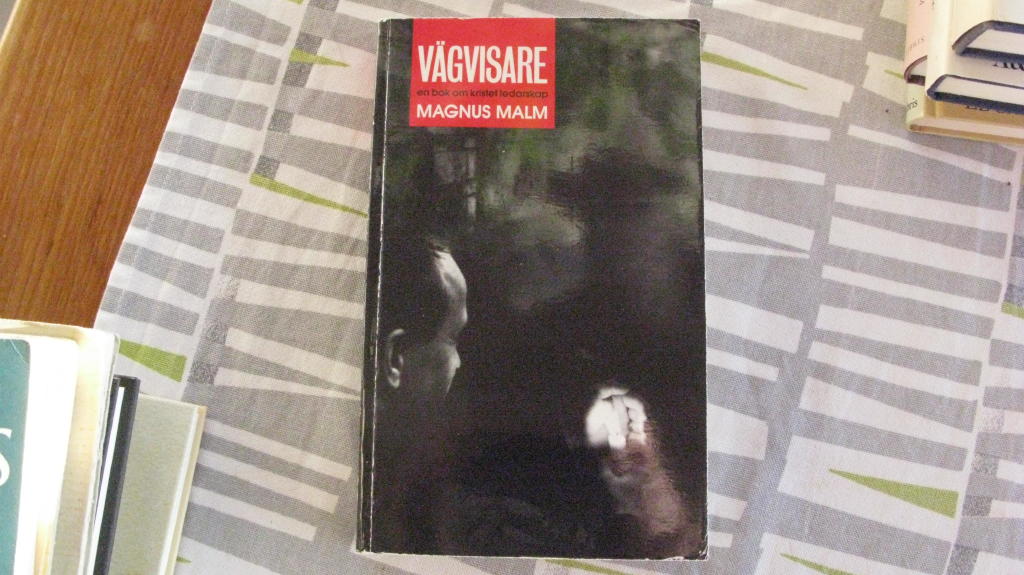 VÄGVISARE
en bok om kristet ledarskap
MAGNUS MALM
S